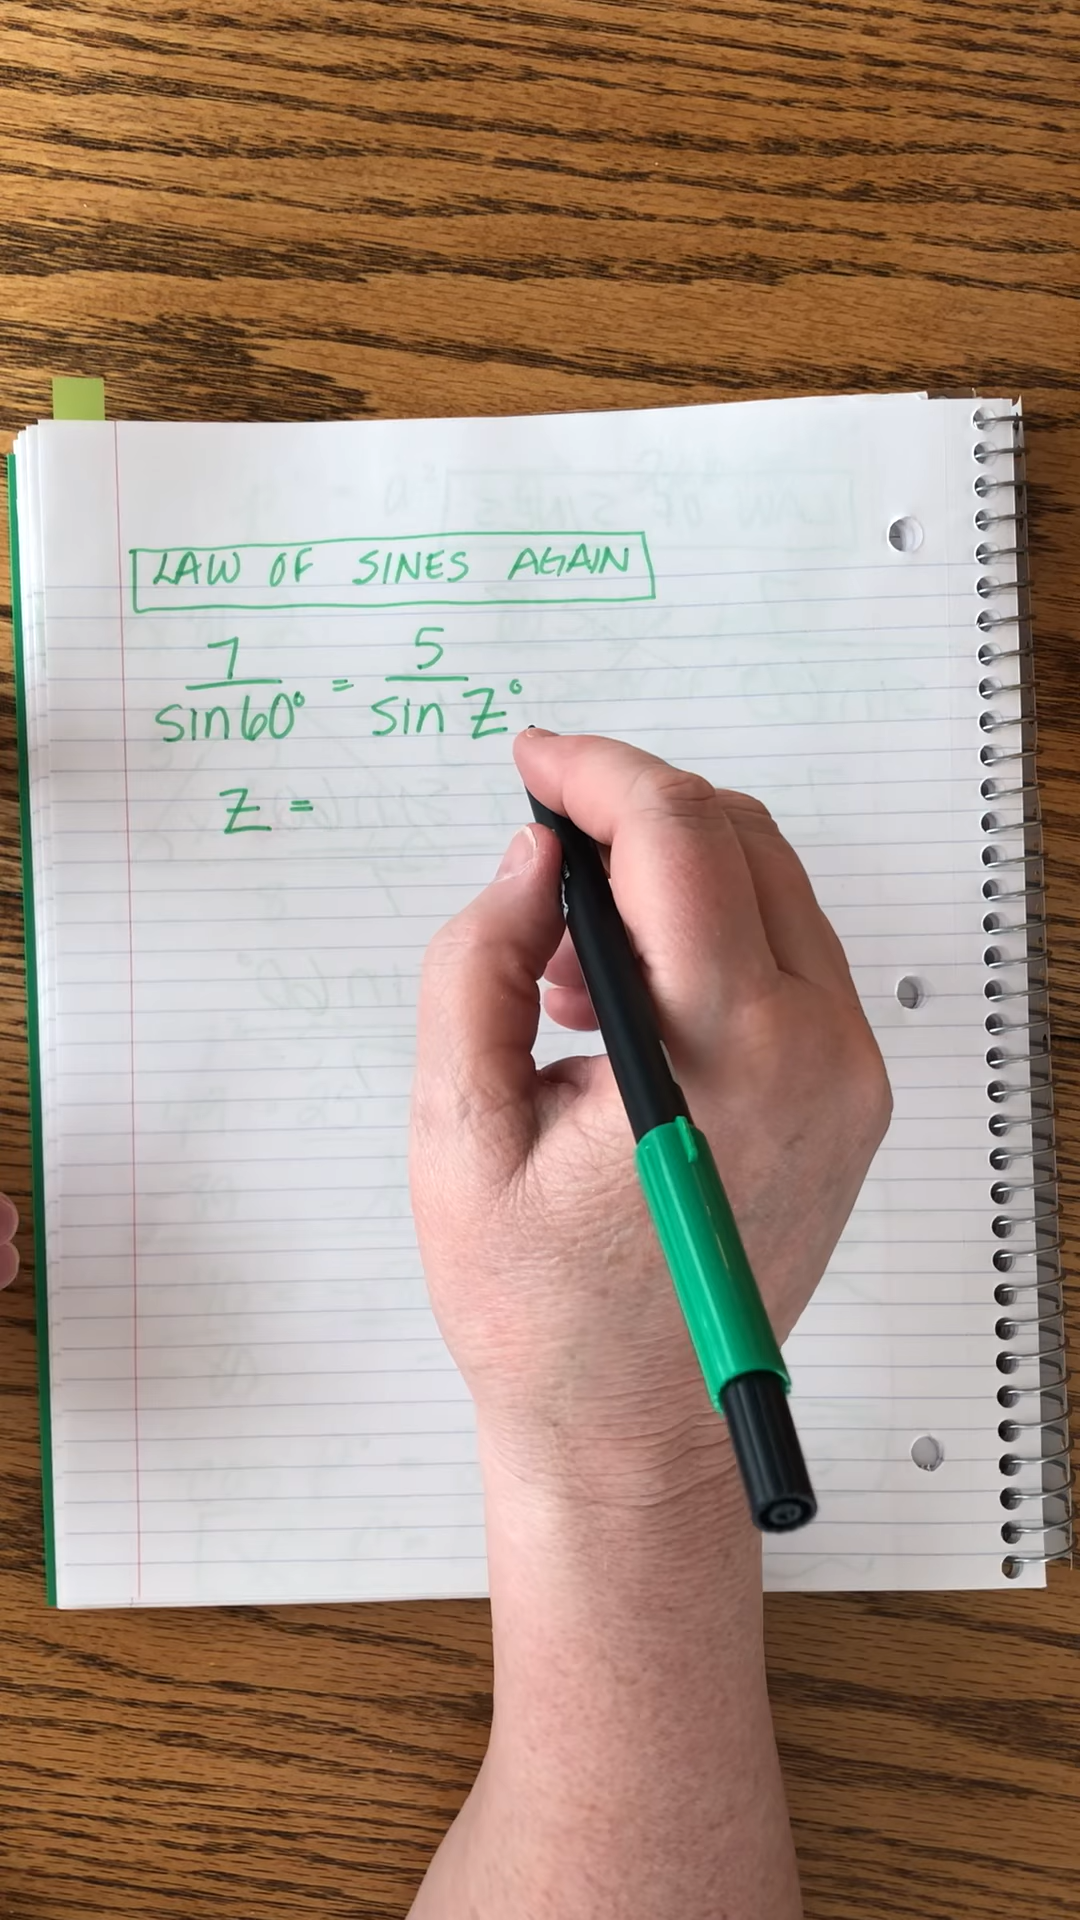 LAW OF SINES AGAIN
7/sin60° = 5/sin Z°
Z =